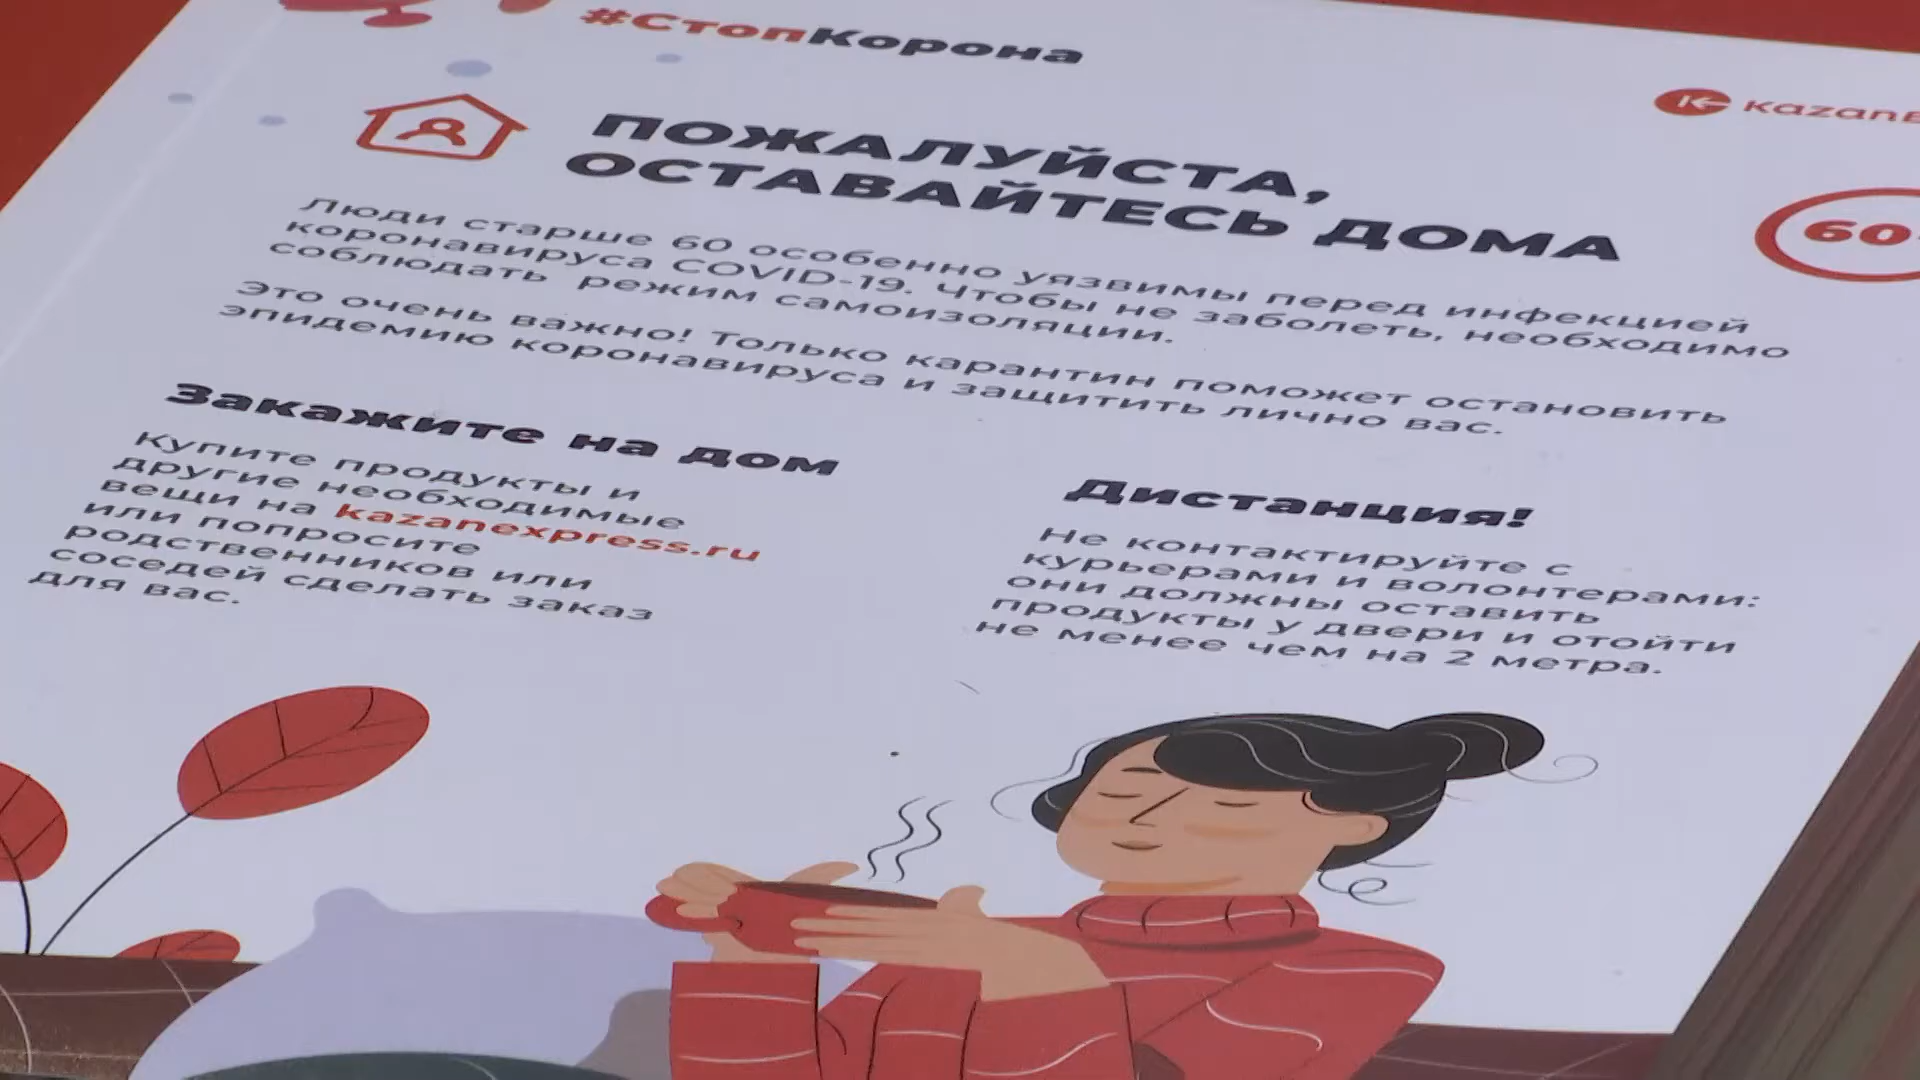 #СтопКорона
ПОЖАЛУЙСТА,
ОСТАВАЙТЕСЬ ДОМА
60
Люди старше 60 особенно уязвимы перед инфекцией
коронавируса COVID-19. Чтобы не заболеть, необходимо
соблюдать режим самоизоляции.
Это очень важно! Только карантин поможет остановить
эпидемию коронавируса и защитить лично вас.
Закажите на дом
Купите продукты и
другие необходимые
вещи на kazanexpress.ru
или попросите
родственников или
соседей сделать заказ
для вас.
Дистанция!
Не контактируйте с
курьерами и волонтерами:
они должны оставить
продукты у двери и отойти
не менее чем на 2 метра.